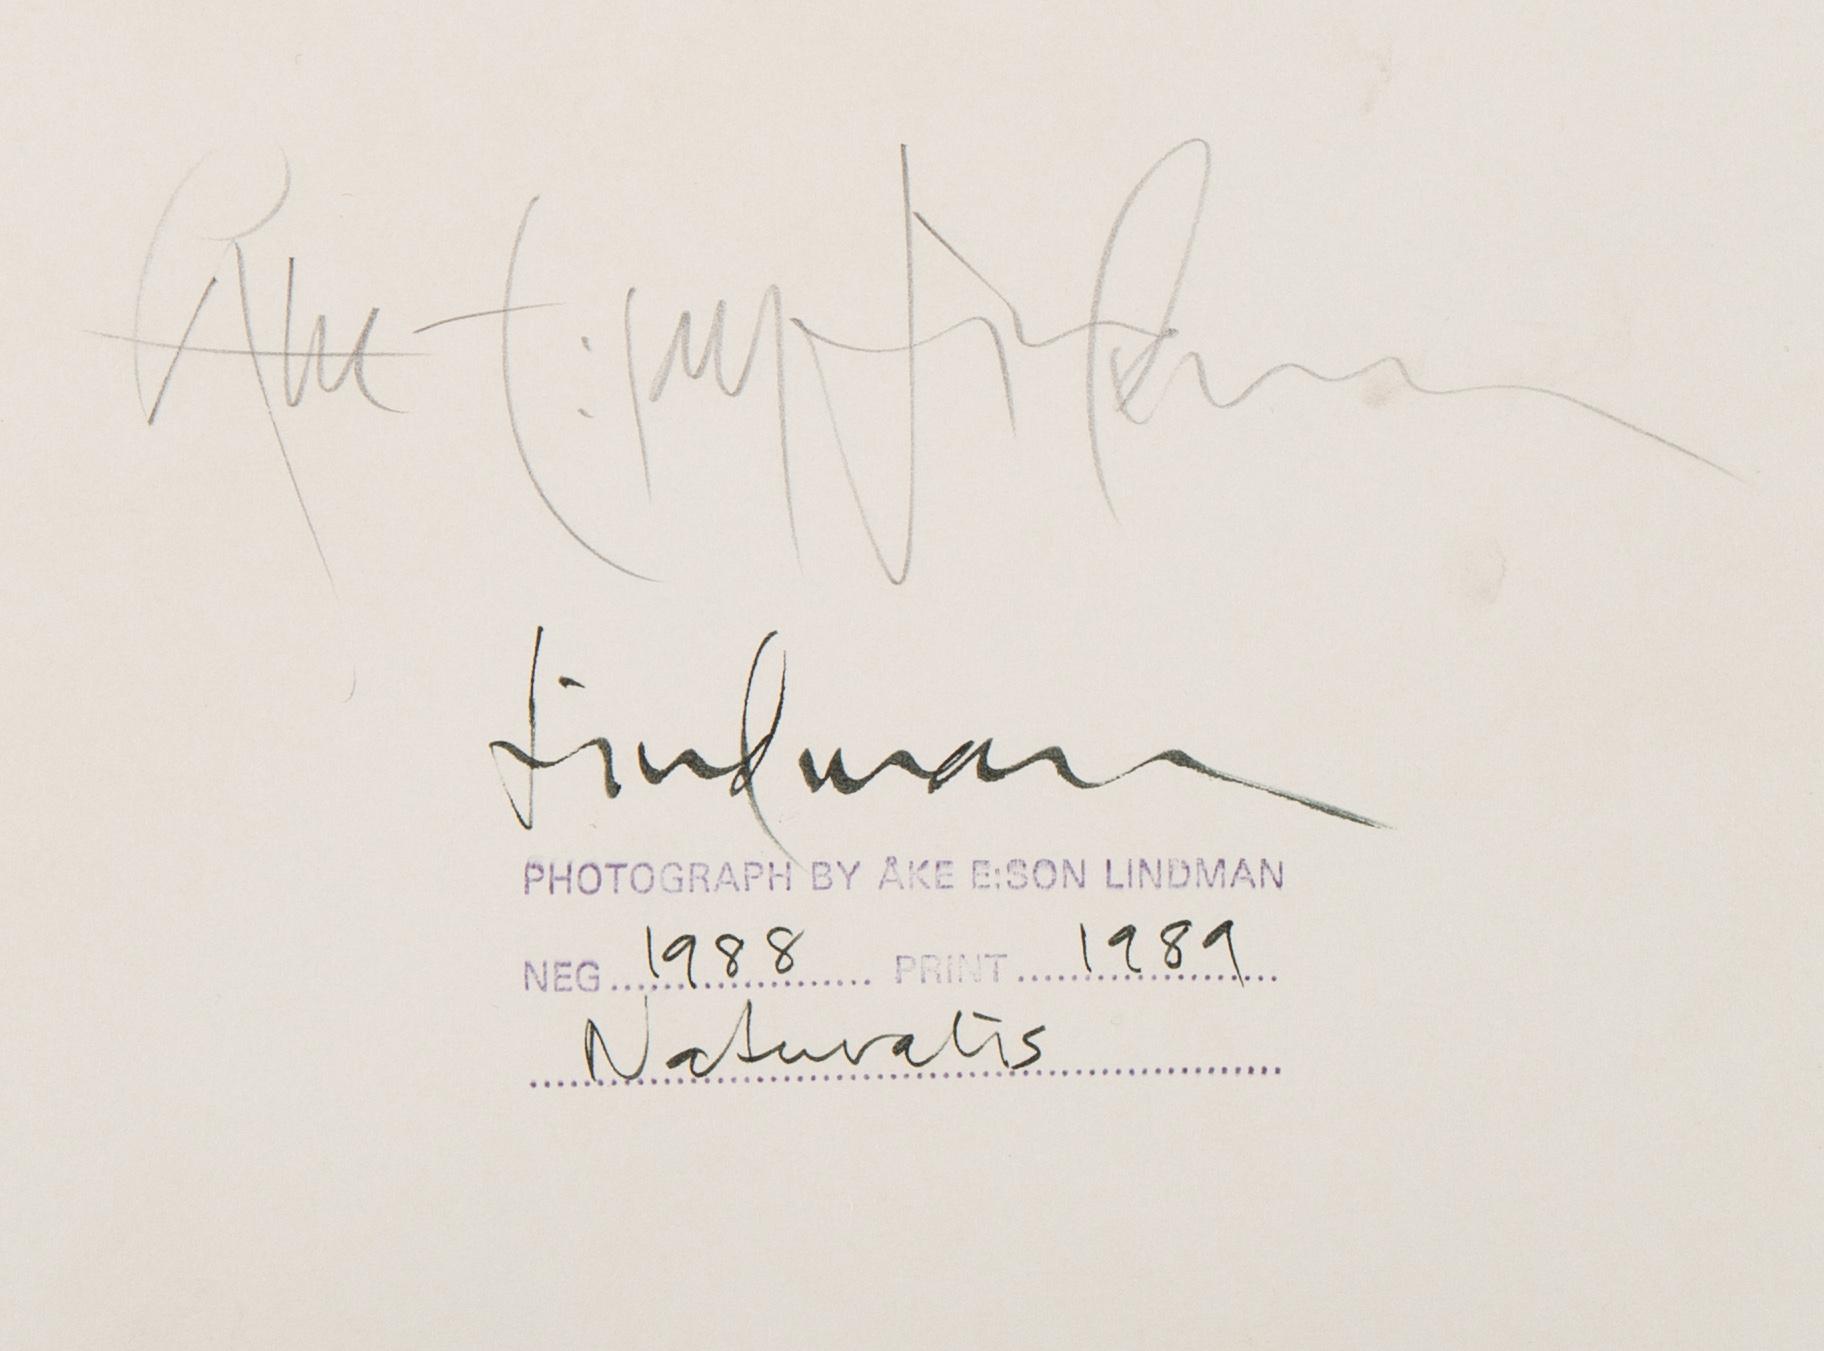 Åke E:son Lindman
Lindman
PHOTOGRAPH BY ÅKE E:SON LINDMAN
NEG 1988 PRINT 1989
Naturalis